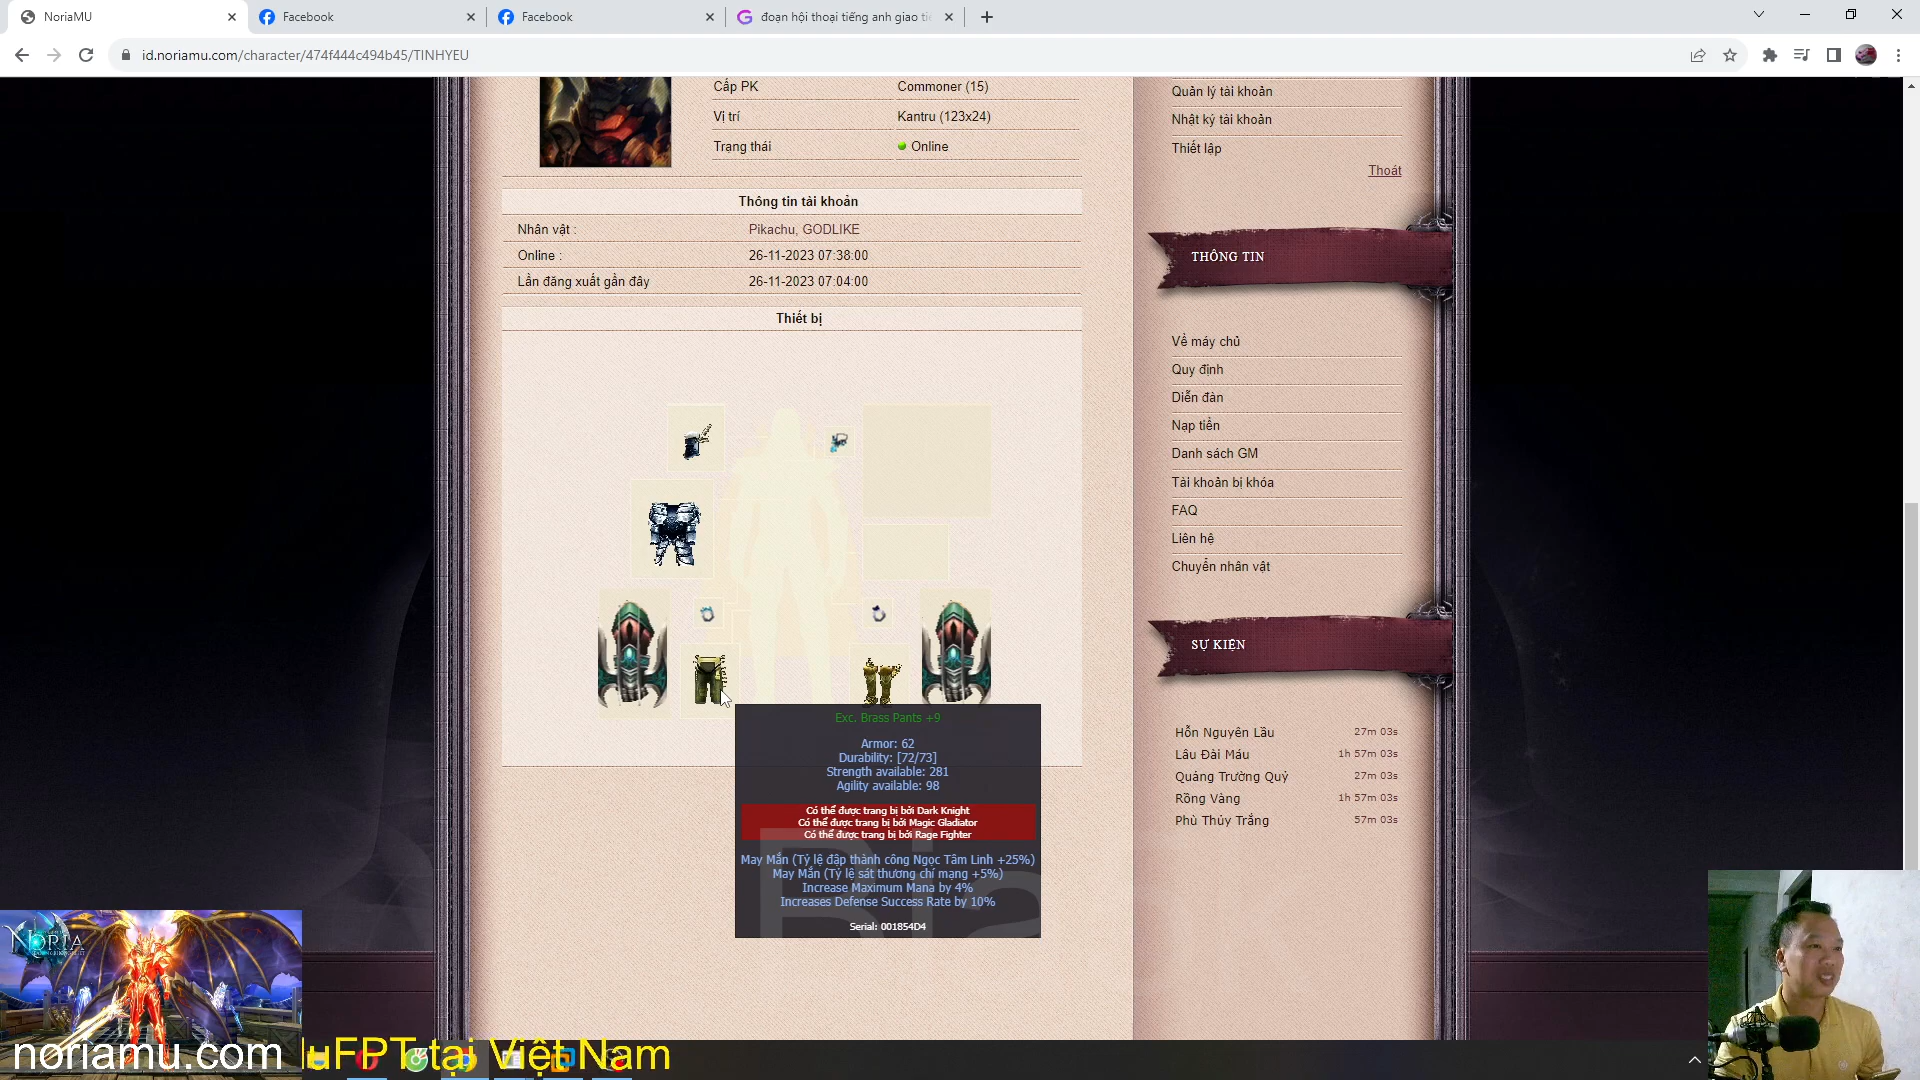 NoriaMU
Facebook
Facebook
đoạn hội thoại tiếng anh giao tiế
id.noriamu.com/character/474f444c494b45/TINHYEU
Cấp PK Commoner (15)
Vị trí Kantru (123x24)
Trạng thái Online
Thông tin tài khoản
Nhân vật : Pikachu, GODLIKE
Online : 26-11-2023 07:38:00
Lần đăng xuất gần đây 26-11-2023 07:04:00
Thiết bị
Exc. Brass Pants +9
Armor: 62
Durability: [72/73]
Strength available: 281
Agility available: 98
Có thể được trang bị bởi Dark Knight
Có thể được trang bị bởi Magic Gladiator
Có thể được trang bị bởi Rage Fighter
May Mắn (Tỷ lệ đập thành công Ngọc Tâm Linh +25%)
May Mắn (Tỷ lệ sát thương chí mạng +5%)
Increase Maximum Mana by 4%
Increases Defense Success Rate by 10%
Serial: 001854D4
Quản lý tài khoản
Nhật ký tài khoản
Thiết lập
Thoát
THÔNG TIN
Về máy chủ
Quy định
Diễn đàn
Nạp tiền
Danh sách GM
Tài khoản bị khóa
FAQ
Liên hệ
Chuyển nhân vật
SỰ KIỆN
Hỗn Nguyên Lầu 27m 03s
Lâu Đài Máu 1h 57m 03s
Quảng Trường Quỷ 27m 03s
Rồng Vàng 1h 57m 03s
Phù Thủy Trắng 57m 03s
NORIA
noriamu.com
uFPT tại Việt Nam